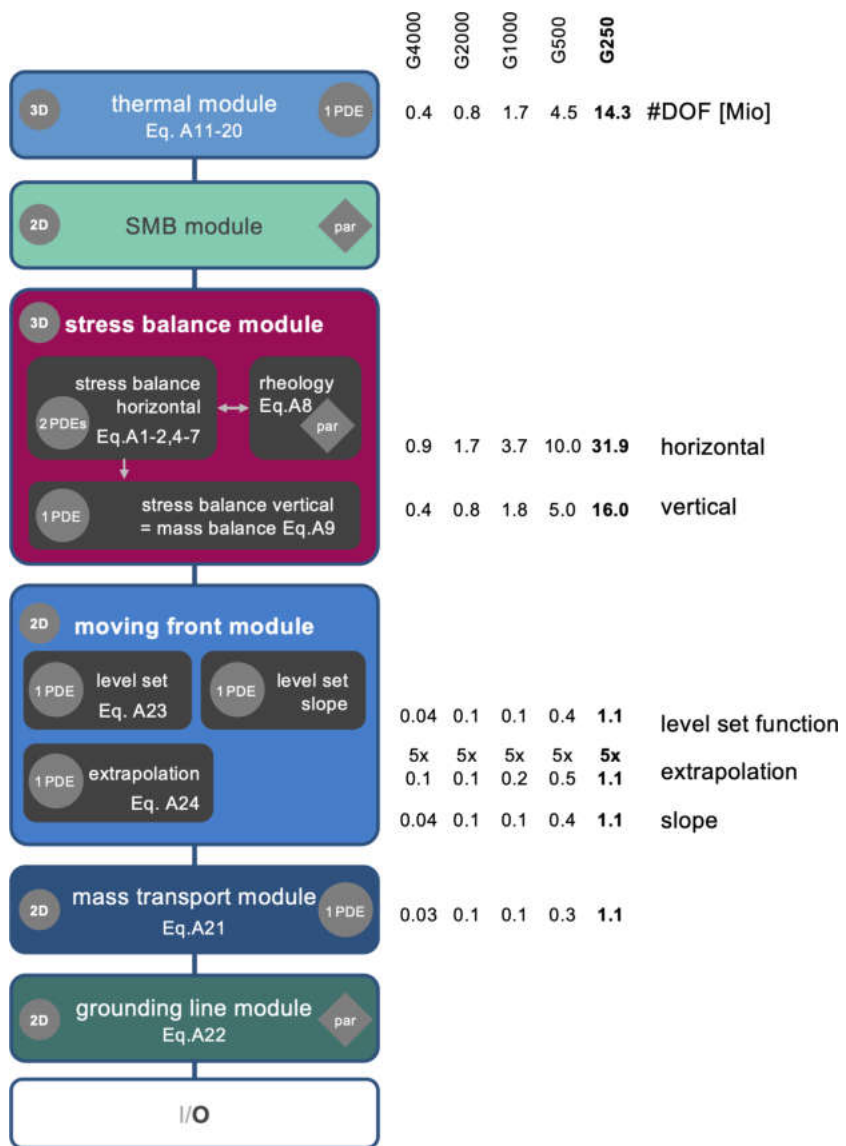 G4000 G2000 G1000 G500 G250
3D thermal module 1 PDE
Eq. A11-20
0.4 0.8 1.7 4.5 14.3 #DOF [Mio]
2D SMB module par
3D stress balance module
stress balance
horizontal
2 PDEs
Eq.A1-2,4-7
rheology
Eq.A8
par
0.9 1.7 3.7 10.0 31.9 horizontal
1 PDE
stress balance vertical
= mass balance Eq.A9
0.4 0.8 1.8 5.0 16.0 vertical
2D moving front module
1 PDE level set
Eq. A23
1 PDE level set
slope
0.04 0.1 0.1 0.4 1.1 level set function
1 PDE extrapolation
Eq. A24
5x 5x 5x 5x 5x
0.1 0.1 0.2 0.5 1.1 extrapolation
0.04 0.1 0.1 0.4 1.1 slope
2D mass transport module 1 PDE
Eq.A21
0.03 0.1 0.1 0.3 1.1
2D grounding line module par
Eq.A22
I/O